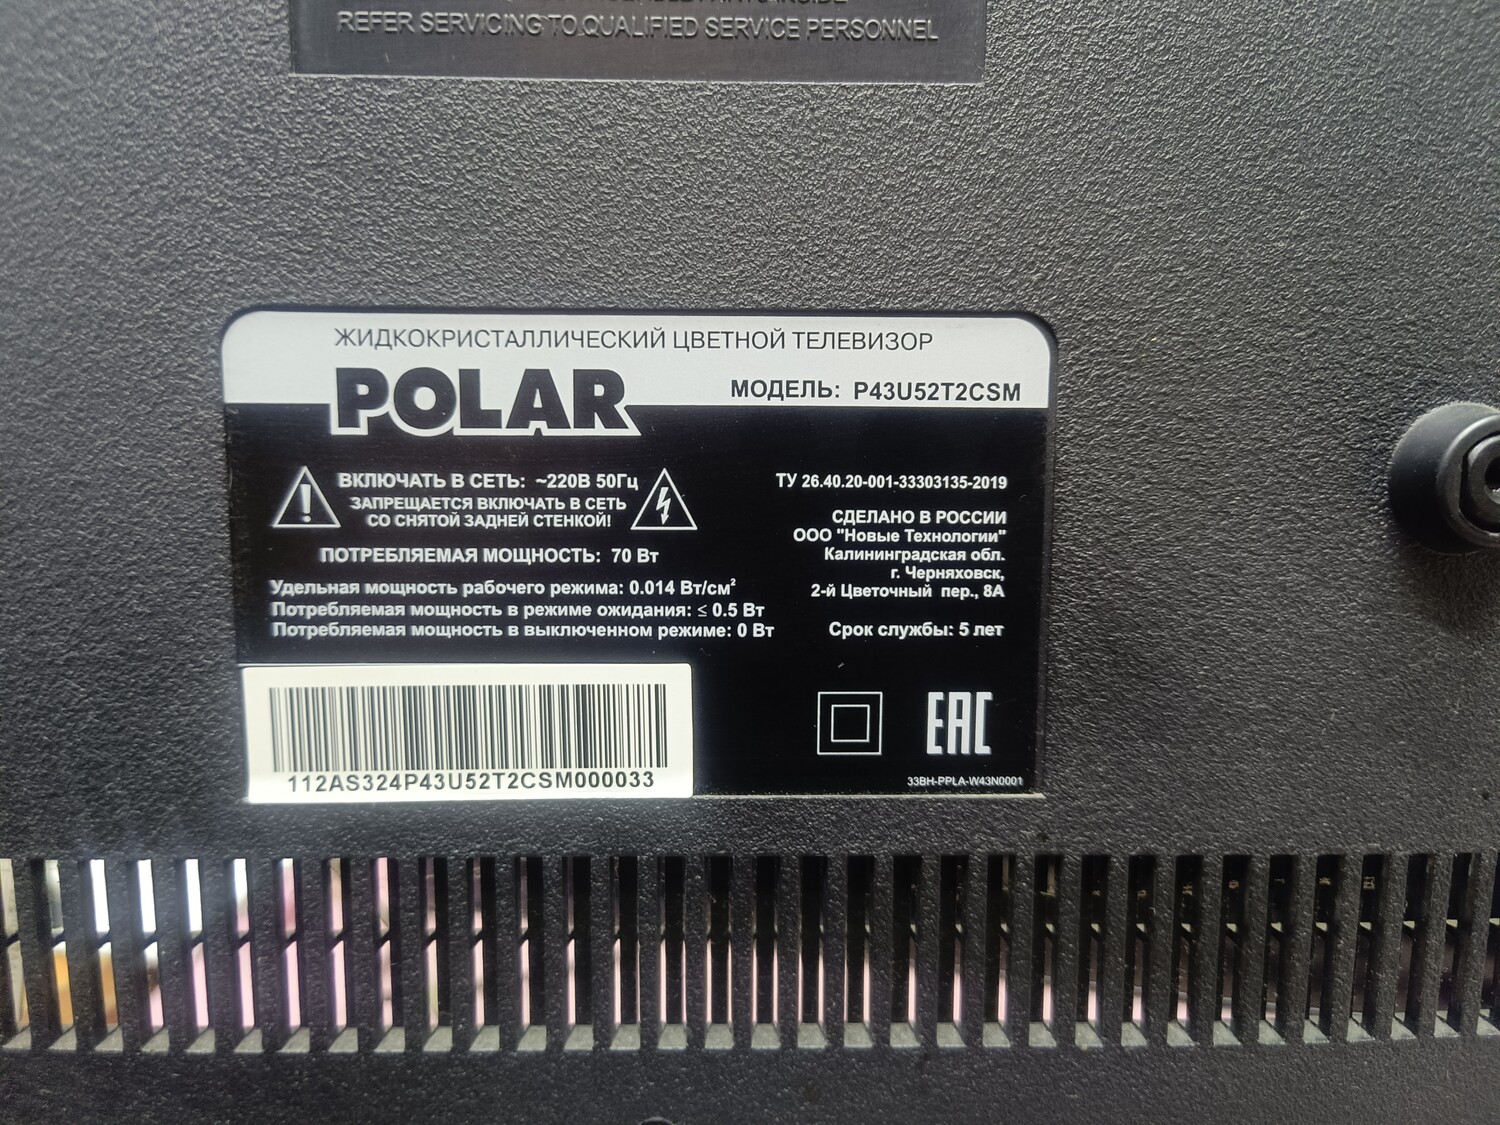 REFER SERVICING TO QUALIFIED SERVICE PERSONNEL
ЖИДКОКРИСТАЛЛИЧЕСКИЙ ЦВЕТНОЙ ТЕЛЕВИЗОР
POLAR
МОДЕЛЬ: P43U52T2CSM
ВКЛЮЧАТЬ В СЕТЬ: ~220В 50Гц
ЗАПРЕЩАЕТСЯ ВКЛЮЧАТЬ В СЕТЬ
СО СНЯТОЙ ЗАДНЕЙ СТЕНКОЙ!
ПОТРЕБЛЯЕМАЯ МОЩНОСТЬ: 70 Вт
Удельная мощность рабочего режима: 0.014 Вт/см²
Потребляемая мощность в режиме ожидания: ≤ 0.5 Вт
Потребляемая мощность в выключенном режиме: 0 Вт
ТУ 26.40.20-001-33303135-2019
СДЕЛАНО В РОССИИ
ООО "Новые Технологии"
Калининградская обл.
г. Черняховск,
2-й Цветочный пер., 8А
Срок службы: 5 лет
EAC
33BH-PPLA-W43N0001
112AS324P43U52T2CSM000033